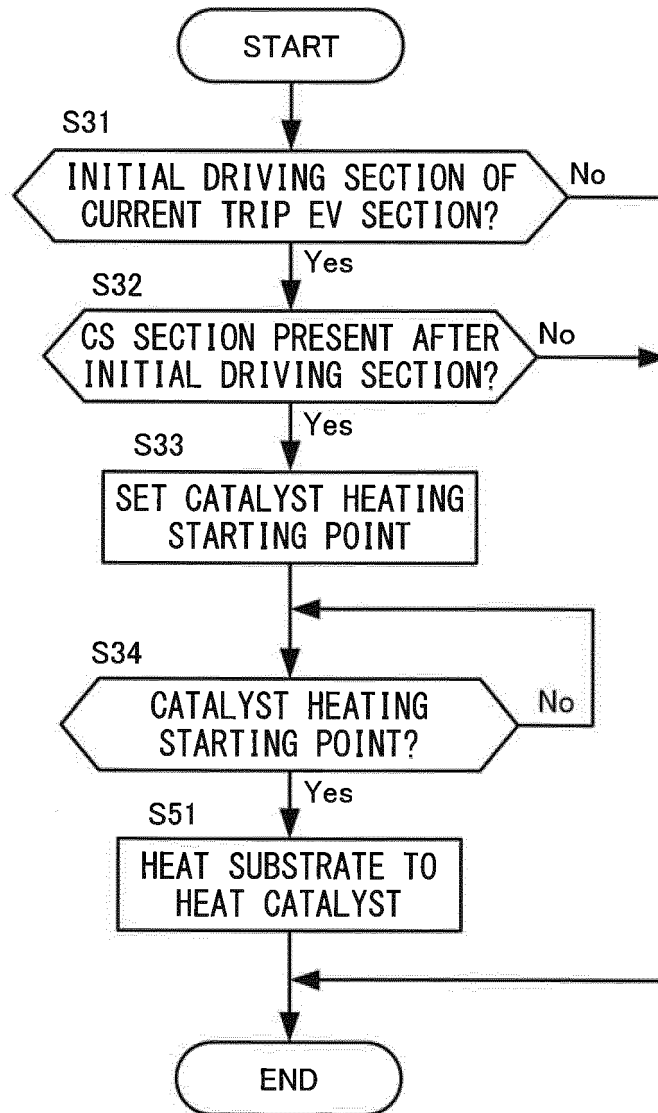 START
S31
INITIAL DRIVING SECTION OF
CURRENT TRIP EV SECTION?
No
Yes
S32
CS SECTION PRESENT AFTER
INITIAL DRIVING SECTION?
No
Yes
S33
SET CATALYST HEATING
STARTING POINT
S34
CATALYST HEATING
STARTING POINT?
No
Yes
S51
HEAT SUBSTRATE TO
HEAT CATALYST
END